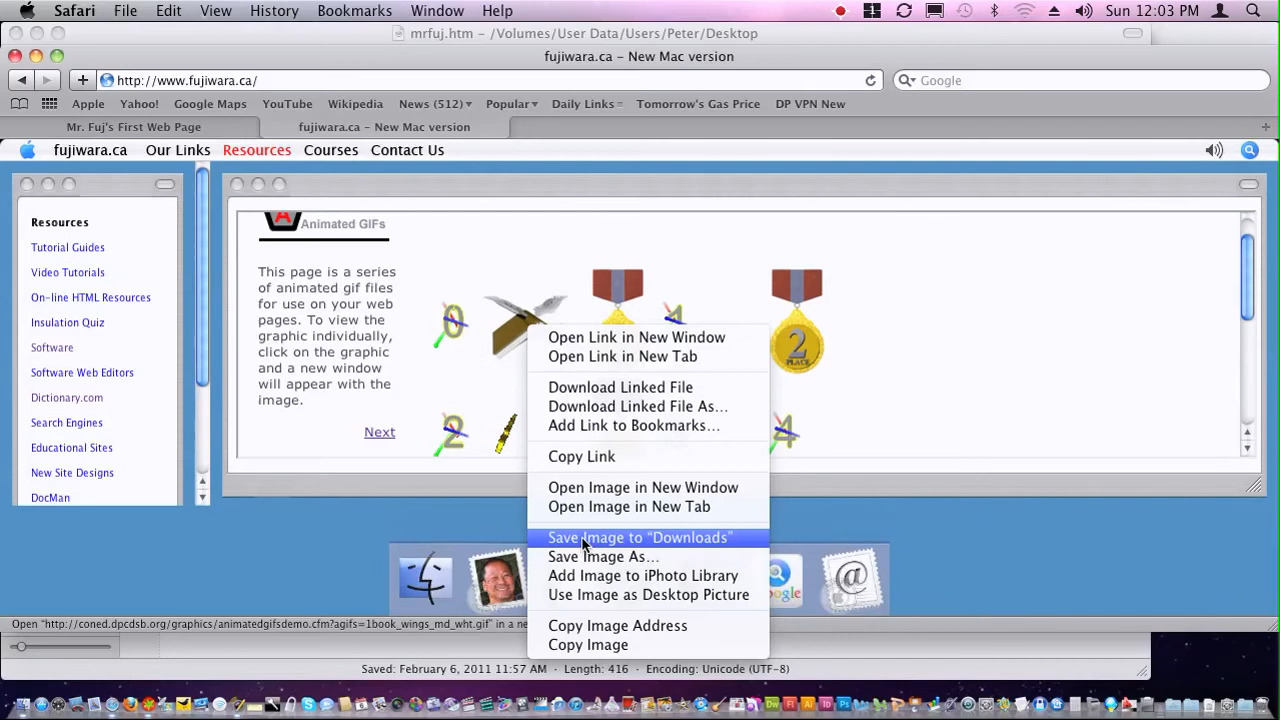 Safari File Edit View History Bookmarks Window Help
Sun 12:03 PM
mrfuj.htm - /Volumes/User Data/Users/Peter/Desktop
fujiwara.ca - New Mac version
http://www.fujiwara.ca/
Google
Apple Yahoo! Google Maps YouTube Wikipedia News (512) Popular Daily Links Tomorrow's Gas Price DP VPN New
Mr. Fuj's First Web Page
fujiwara.ca - New Mac version
fujiwara.ca Our Links Resources Courses Contact Us
Resources
Tutorial Guides
Video Tutorials
On-line HTML Resources
Insulation Quiz
Software
Software Web Editors
Dictionary.com
Search Engines
Educational Sites
New Site Designs
DocMan
A
Animated GIFs
This page is a series
of animated gif files
for use on your web
pages. To view the
graphic individually,
click on the graphic
and a new window
will appear with the
image.
Next
0
1
2
PLACE
2
4
Open Link in New Window
Open Link in New Tab
Download Linked File
Download Linked File As...
Add Link to Bookmarks...
Copy Link
Open Image in New Window
Open Image in New Tab
Save Image to “Downloads”
Save Image As...
Add Image to iPhoto Library
Use Image as Desktop Picture
Copy Image Address
Copy Image
@
Open "http://coned.dpcdsb.org/graphics/animatedgifsdemo.cfm?agifs=1book_wings_md_wht.gif" in a ne
Saved: February 6, 2011 11:57 AM - Length: 416 - Encoding: Unicode (UTF-8)